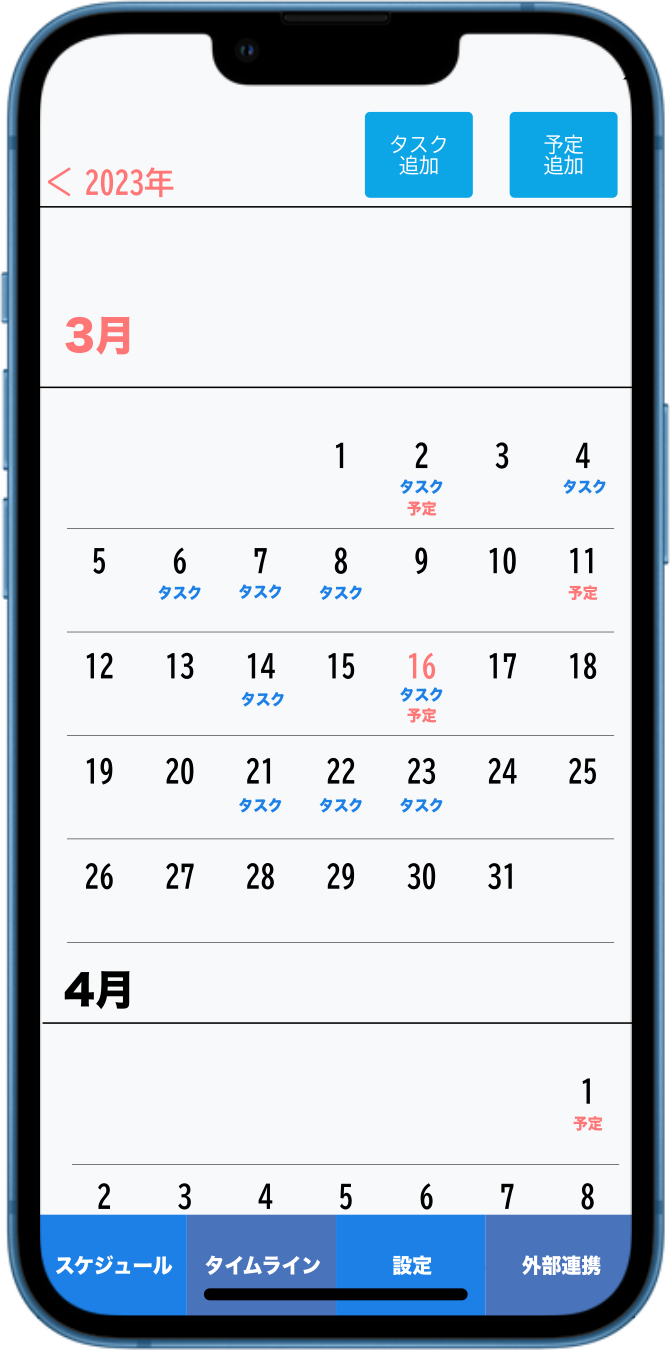 タスク
追加
予定
追加
＜ 2023年
3月
1 2 3 4
タスク タスク
予定
5 6 7 8 9 10 11
タスク タスク タスク 予定
12 13 14 15 16 17 18
タスク タスク
予定
19 20 21 22 23 24 25
タスク タスク タスク
26 27 28 29 30 31
4月
1
予定
2 3 4 5 6 7 8
スケジュール タイムライン 設定 外部連携